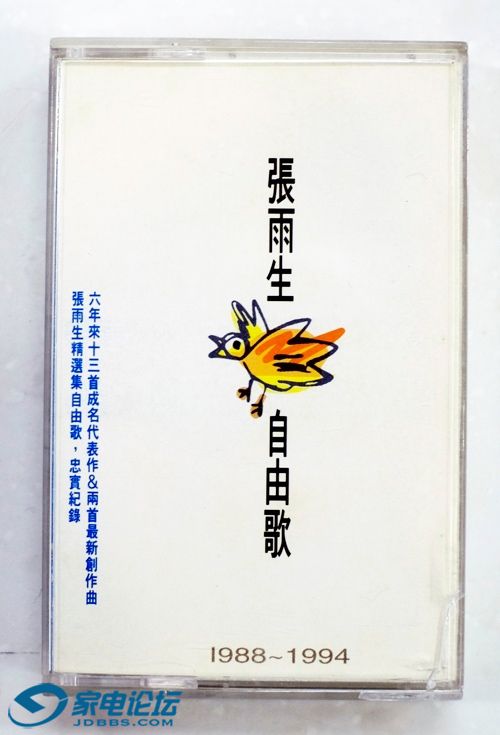 張雨生
自由歌
六年來十三首成名代表作&兩首最新創作曲
張雨生精選集自由歌，忠實紀錄
1988~1994
家电论坛
JDBBS.COM